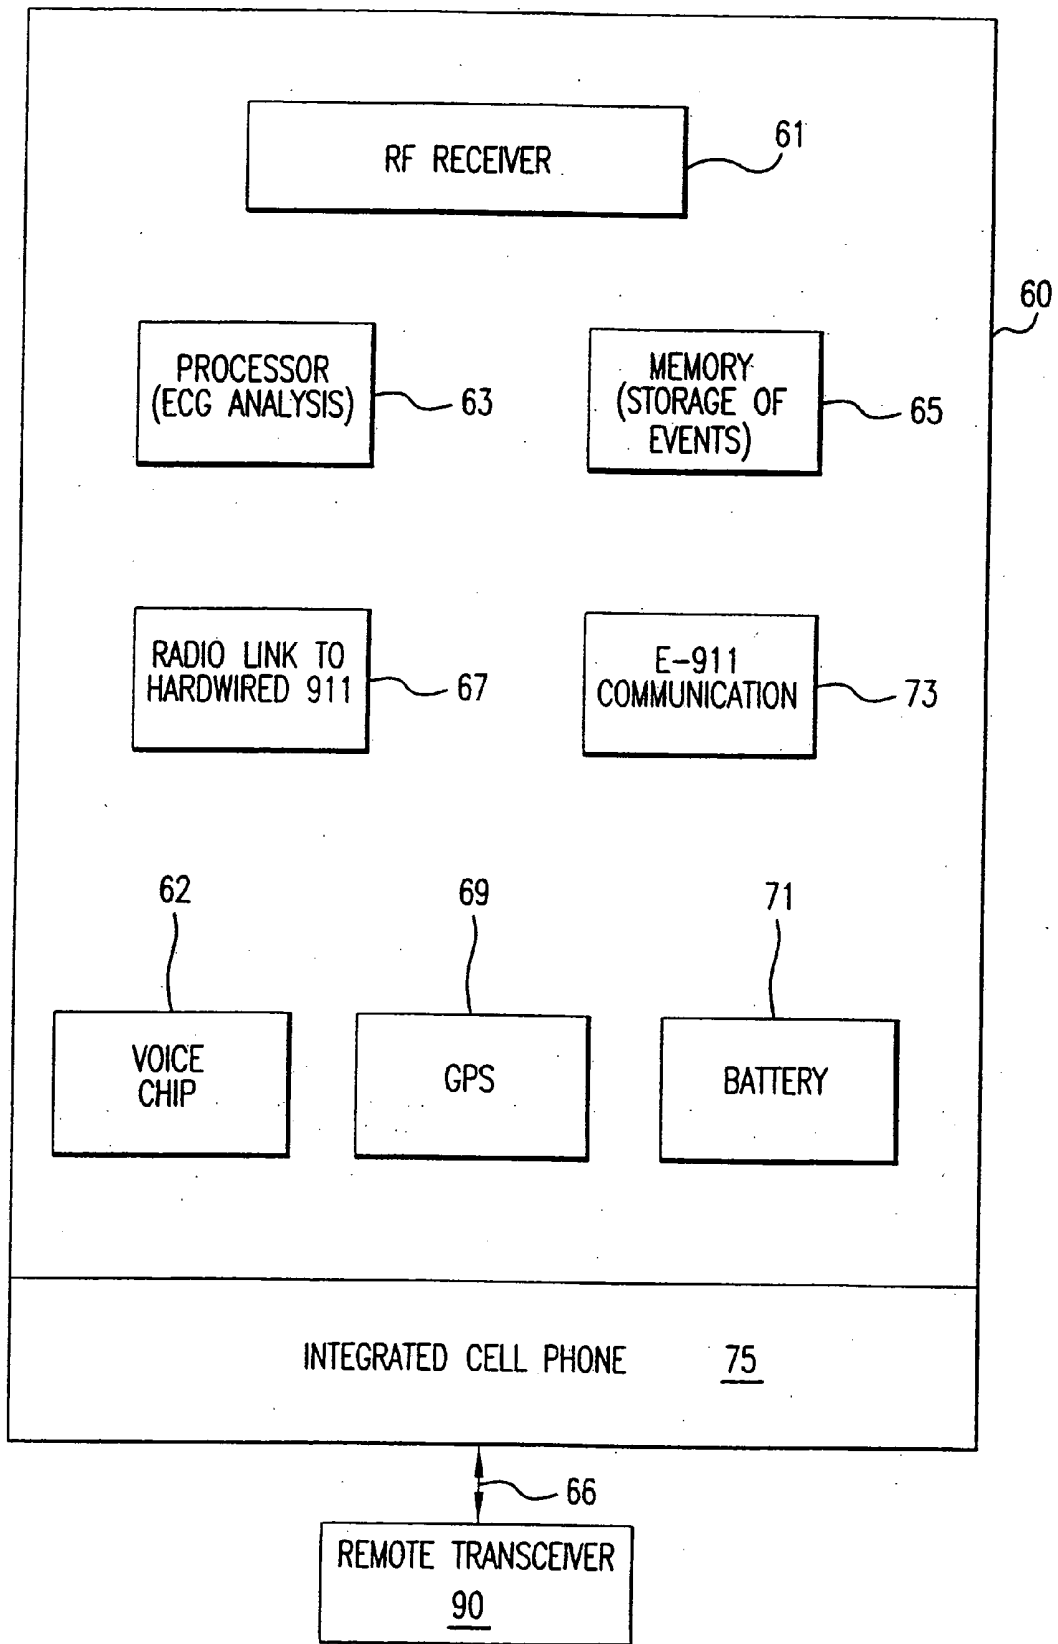 RF RECEIVER
61
60
PROCESSOR
(ECG ANALYSIS)
63
MEMORY
(STORAGE OF
EVENTS)
65
RADIO LINK TO
HARDWIRED 911
67
E-911
COMMUNICATION
73
62
69
71
VOICE
CHIP
GPS
BATTERY
INTEGRATED CELL PHONE 75
66
REMOTE TRANSCEIVER
90